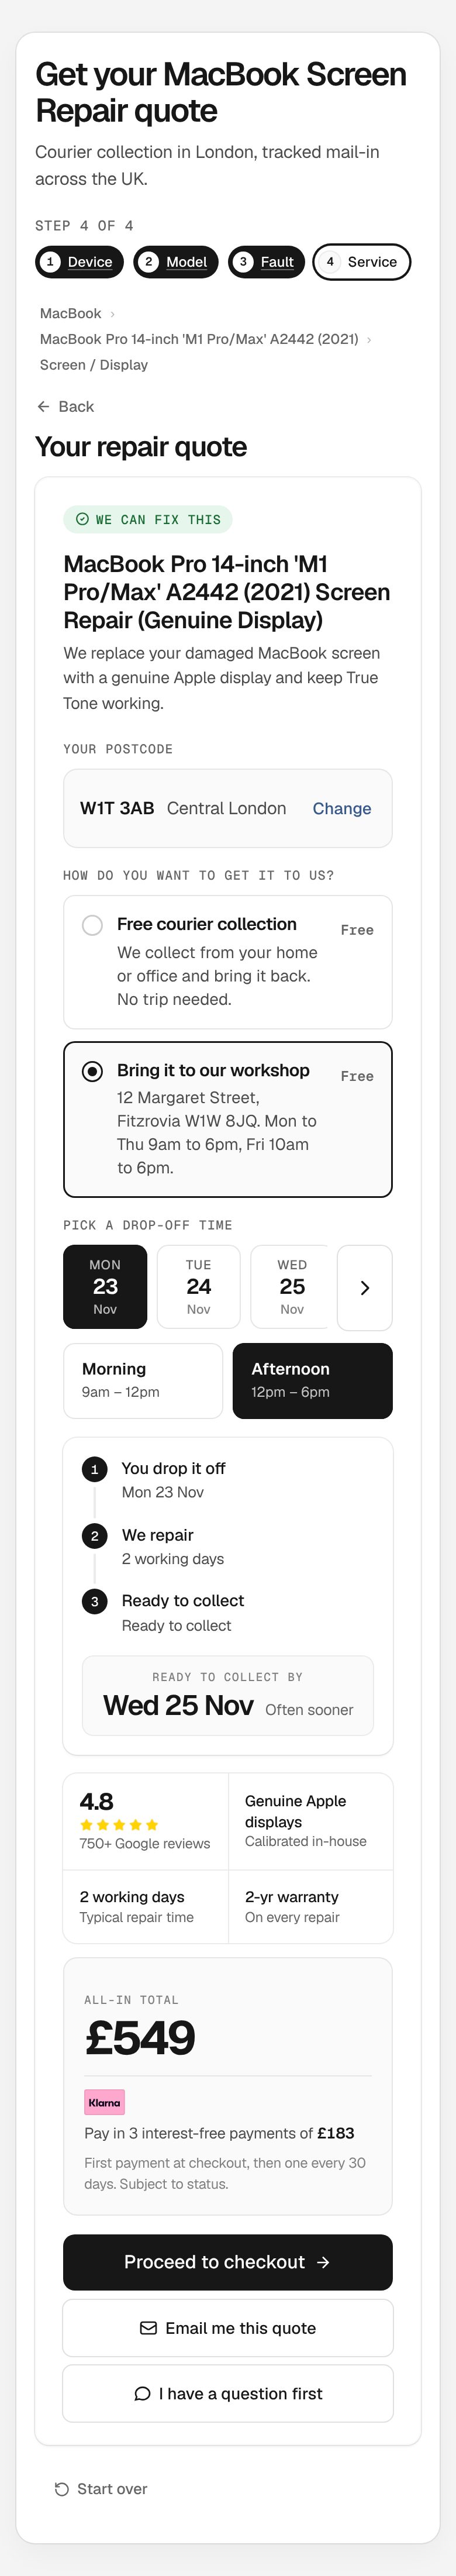 Get your MacBook Screen
Repair quote
Courier collection in London, tracked mail-in
across the UK.
STEP 4 OF 4
1 Device 2 Model 3 Fault 4 Service
MacBook ›
MacBook Pro 14-inch 'M1 Pro/Max' A2442 (2021) ›
Screen / Display
← Back
Your repair quote
WE CAN FIX THIS
MacBook Pro 14-inch 'M1
Pro/Max' A2442 (2021) Screen
Repair (Genuine Display)
We replace your damaged MacBook screen
with a genuine Apple display and keep True
Tone working.
YOUR POSTCODE
W1T 3AB Central London Change
HOW DO YOU WANT TO GET IT TO US?
Free courier collection Free
We collect from your home
or office and bring it back.
No trip needed.
Bring it to our workshop Free
12 Margaret Street,
Fitzrovia W1W 8JQ. Mon to
Thu 9am to 6pm, Fri 10am
to 6pm.
PICK A DROP-OFF TIME
MON TUE WED
23 24 25
Nov Nov Nov
Morning Afternoon
9am – 12pm 12pm – 6pm
1 You drop it off
Mon 23 Nov
2 We repair
2 working days
3 Ready to collect
Ready to collect
READY TO COLLECT BY
Wed 25 Nov Often sooner
4.8
750+ Google reviews
Genuine Apple
displays
Calibrated in-house
2 working days
Typical repair time
2-yr warranty
On every repair
ALL-IN TOTAL
£549
Klarna
Pay in 3 interest-free payments of £183
First payment at checkout, then one every 30
days. Subject to status.
Proceed to checkout →
Email me this quote
I have a question first
Start over